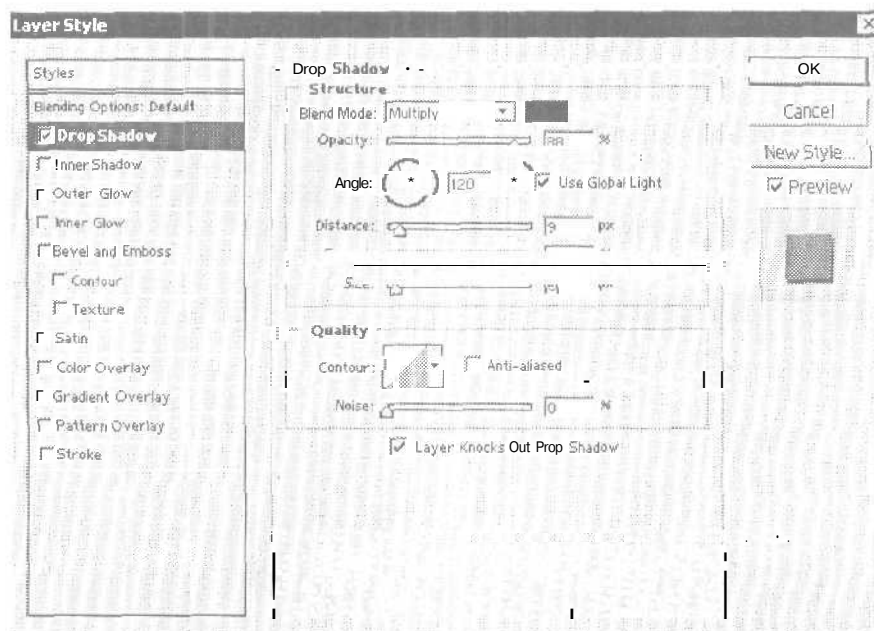 Layer Style
Styles
Blending Options: Default
Drop Shadow
Inner Shadow
Outer Glow
Inner Glow
Bevel and Emboss
Contour
Texture
Satin
Color Overlay
Gradient Overlay
Pattern Overlay
Stroke
Drop Shadow
Structure
Blend Mode: Multiply
Opacity: %
Angle: 120 ° Use Global Light
Distance: 9 px
Quality
Contour: Anti-aliased
Noise: 0 %
Layer Knocks Out Prop Shadow
OK
Cancel
New Style...
Preview